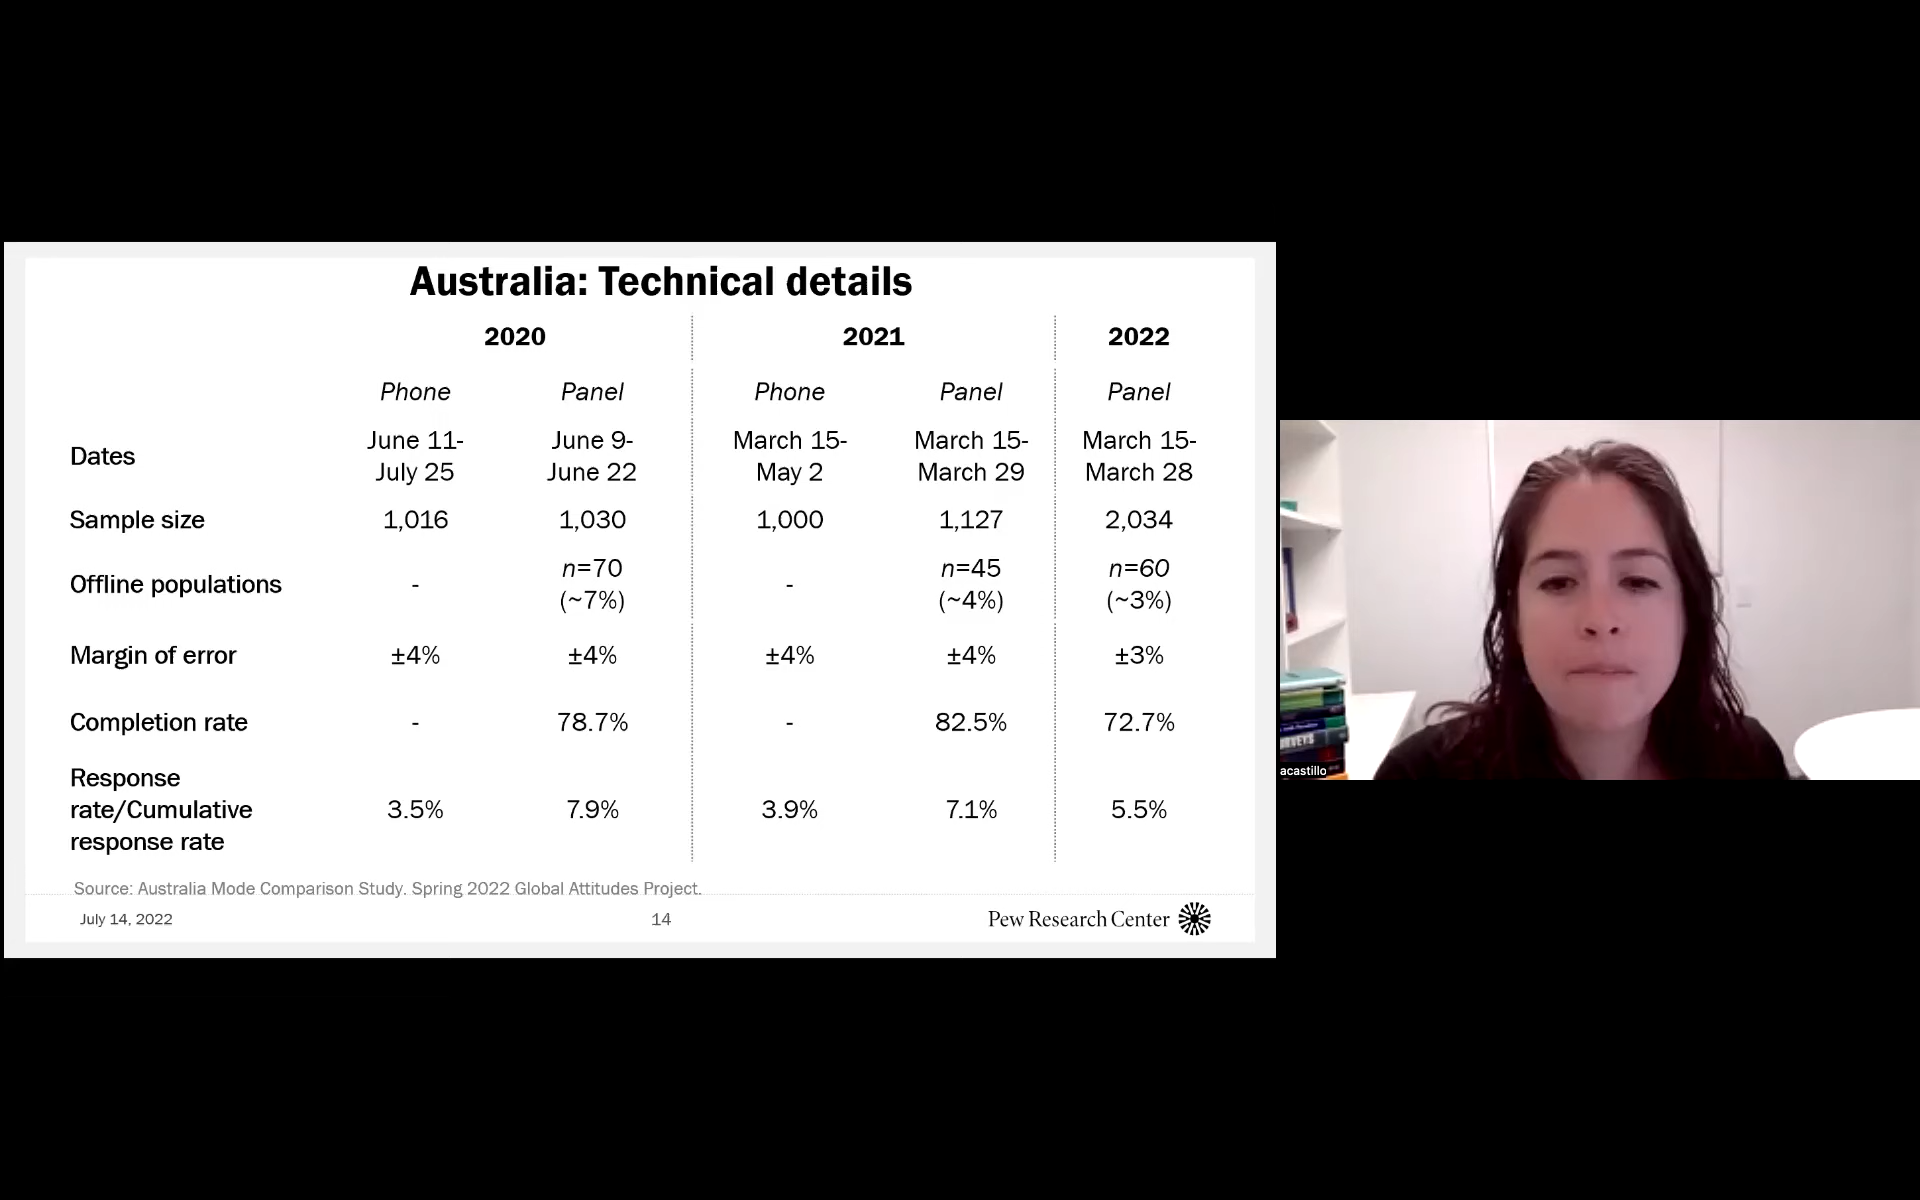 Australia: Technical details
2020 2021 2022
Phone Panel Phone Panel Panel
Dates
June 11-
July 25
June 9-
June 22
March 15-
May 2
March 15-
March 29
March 15-
March 28
Sample size 1,016 1,030 1,000 1,127 2,034
Offline populations
-
n=70
(~7%)
-
n=45
(~4%)
n=60
(~3%)
Margin of error ±4% ±4% ±4% ±4% ±3%
Completion rate - 78.7% - 82.5% 72.7%
Response
rate/Cumulative
response rate
3.5% 7.9% 3.9% 7.1% 5.5%
Source: Australia Mode Comparison Study. Spring 2022 Global Attitudes Project.
July 14, 2022 14 Pew Research Center
acastillo